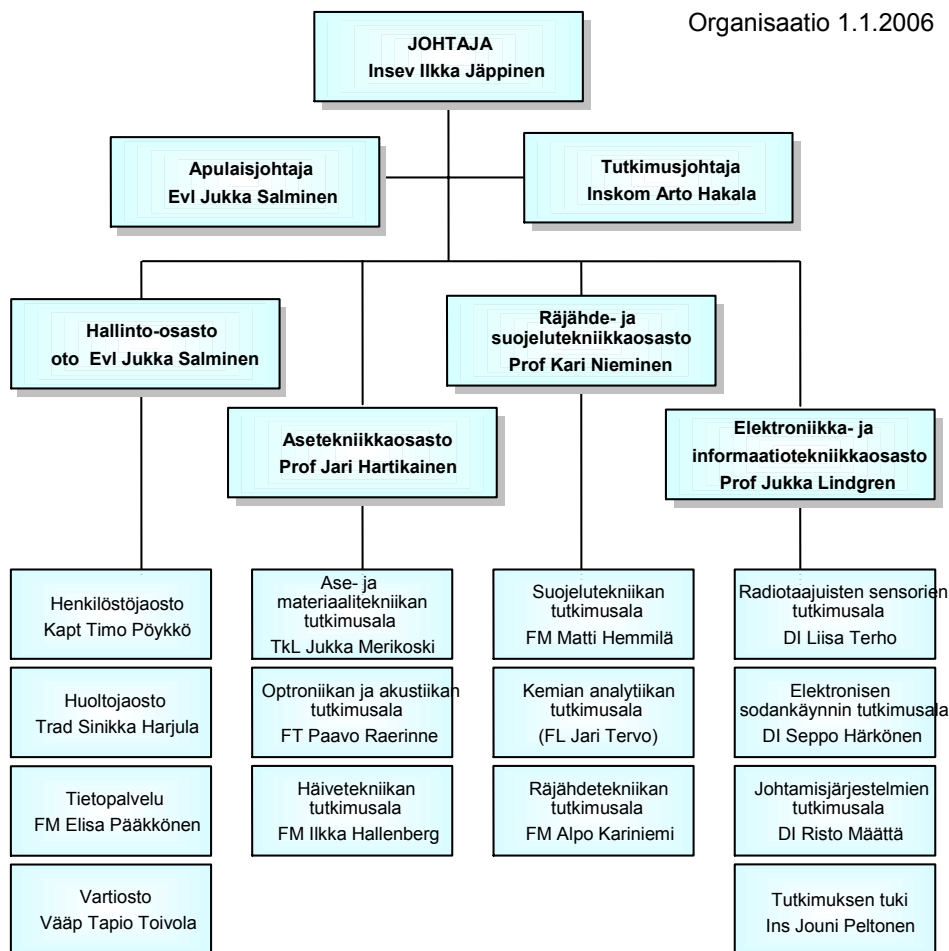 Organisaatio 1.1.2006
JOHTAJA
Insev Ilkka Jäppinen
Apulaisjohtaja
Evl Jukka Salminen
Tutkimusjohtaja
Inskom Arto Hakala
Hallinto-osasto
oto Evl Jukka Salminen
Räjähde- ja
suojelutekniikkaosasto
Prof Kari Nieminen
Asetekniikkaosasto
Prof Jari Hartikainen
Elektroniikka- ja
informaatiotekniikkaosasto
Prof Jukka Lindgren
Henkilöstöjaosto
Kapt Timo Pöykkö
Huoltojaosto
Trad Sinikka Harjula
Tietopalvelu
FM Elisa Pääkkönen
Vartiosto
Vääp Tapio Toivola
Ase- ja
materiaalitekniikan
tutkimusala
TkL Jukka Merikoski
Optroniikan ja akustiikan
tutkimusala
FT Paavo Raerinne
Häivetekniikan
tutkimusala
FM Ilkka Hallenberg
Suojelutekniikan
tutkimusala
FM Matti Hemmilä
Kemian analytiikan
tutkimusala
(FL Jari Tervo)
Räjähdetekniikan
tutkimusala
FM Alpo Kariniemi
Radiotaajuisten sensorien
tutkimusala
DI Liisa Terho
Elektronisen
sodankäynnin tutkimusala
DI Seppo Härkönen
Johtamisjärjestelmien
tutkimusala
DI Risto Määttä
Tutkimuksen tuki
Ins Jouni Peltonen